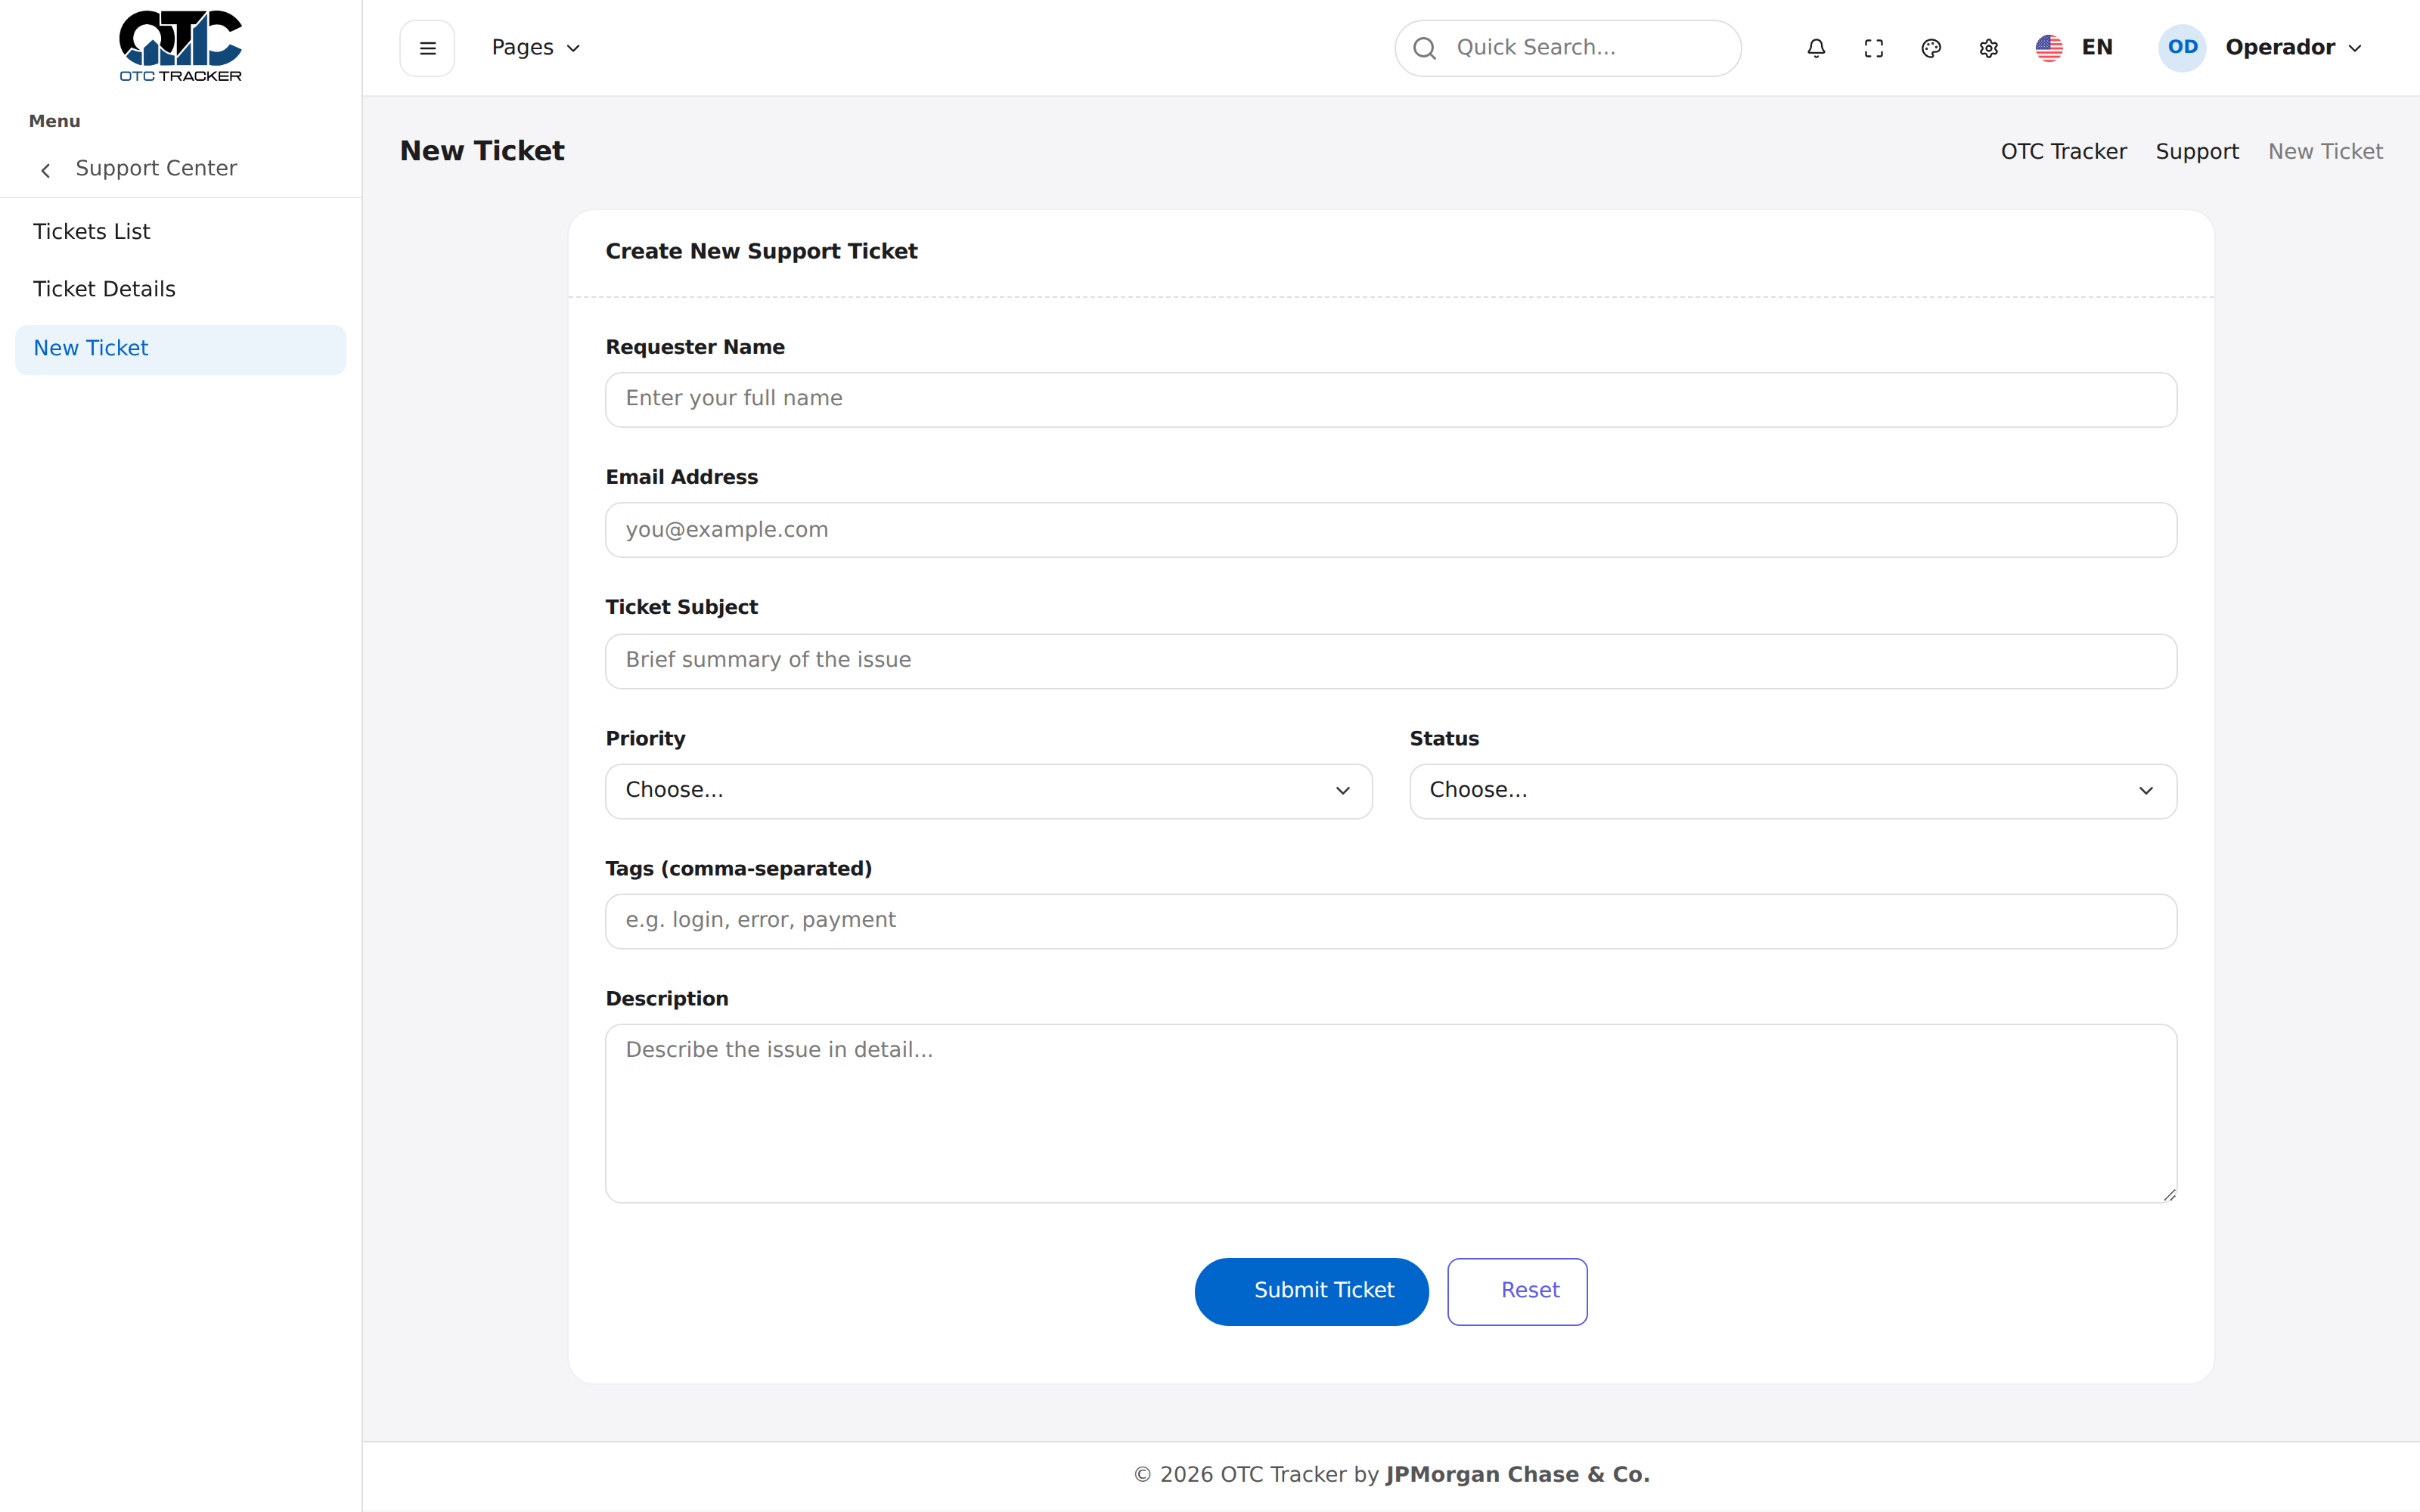 OTC
OTC TRACKER
Menu
Support Center
Tickets List
Ticket Details
New Ticket
Pages
Quick Search...
EN
OD
Operador
New Ticket
OTC Tracker
Support
New Ticket
Create New Support Ticket
Requester Name
Enter your full name
Email Address
you@example.com
Ticket Subject
Brief summary of the issue
Priority
Status
Choose...
Choose...
Tags (comma-separated)
e.g. login, error, payment
Description
Describe the issue in detail...
Submit Ticket
Reset
© 2026 OTC Tracker by JPMorgan Chase & Co.